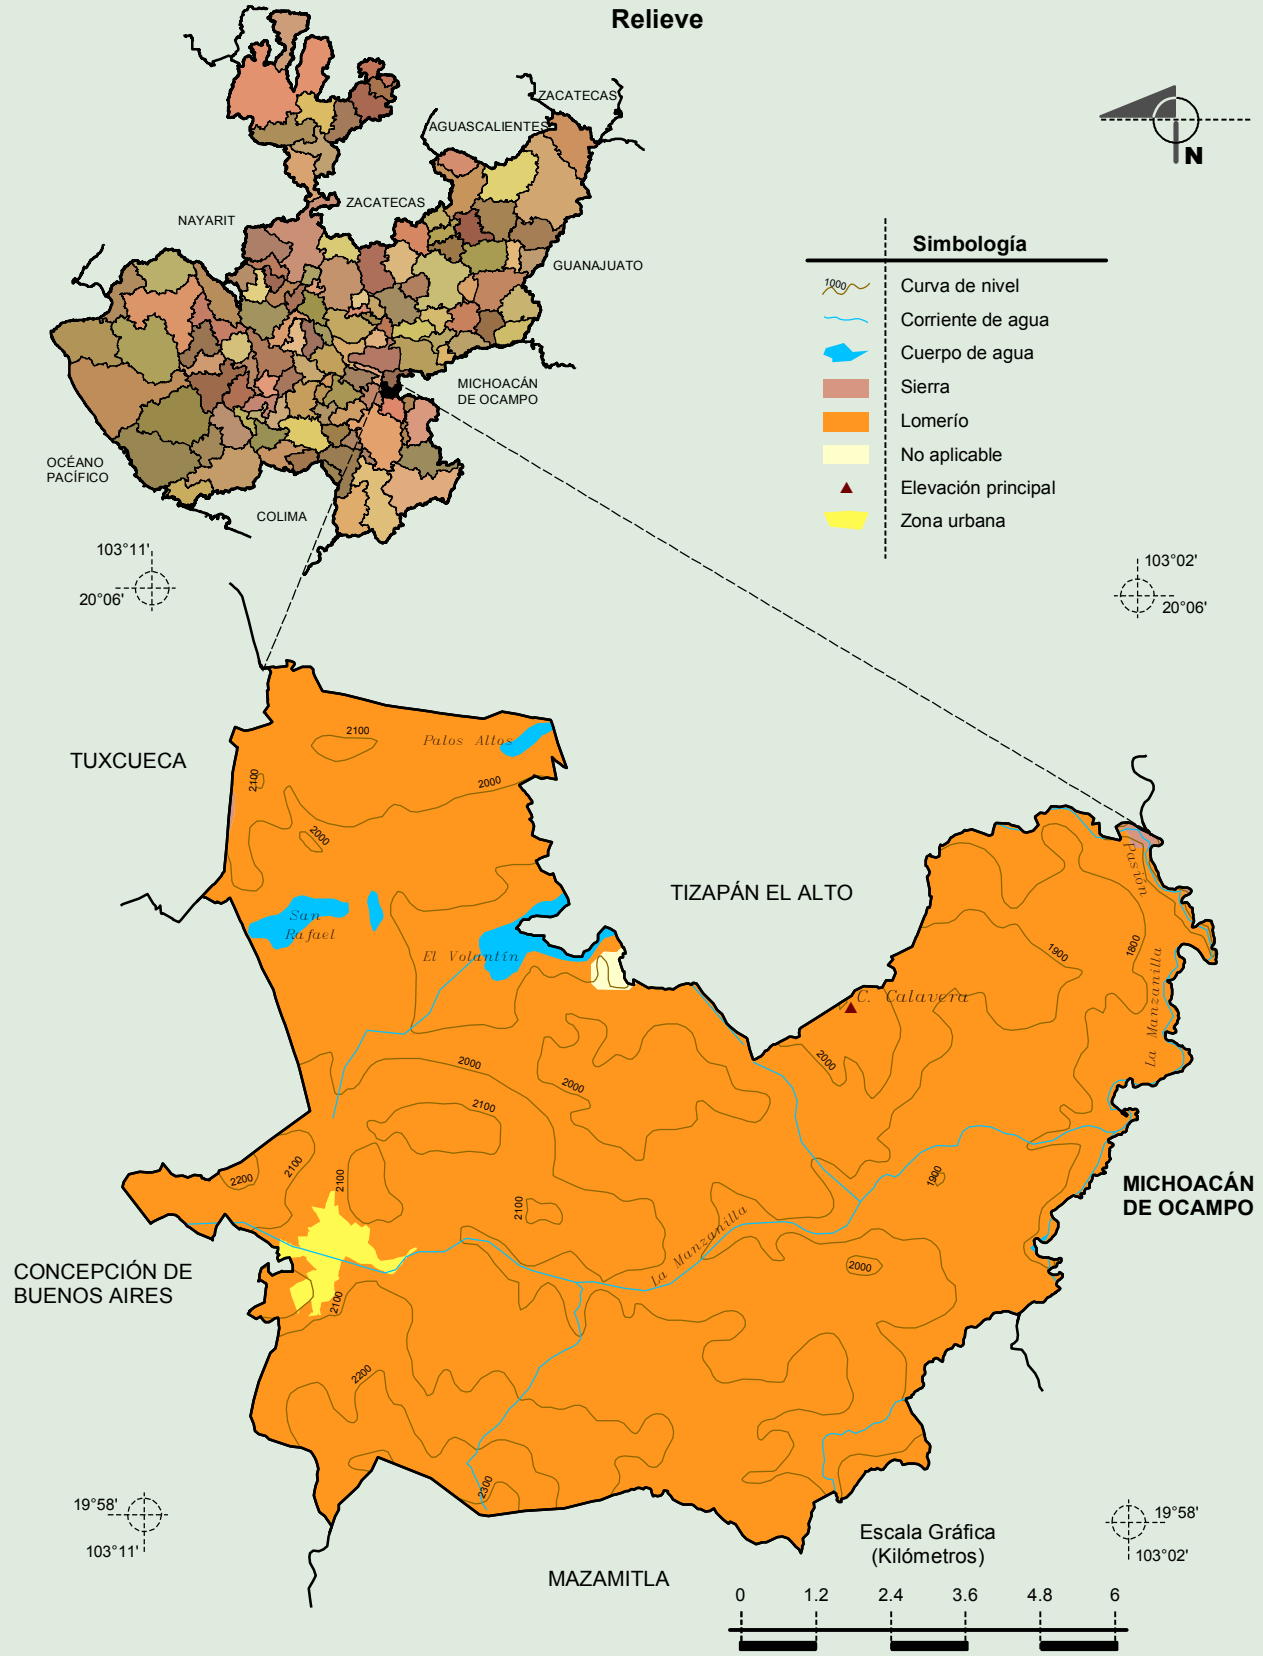 Relieve
ZACATECAS
AGUASCALIENTES
ZACATECAS
NAYARIT
GUANAJUATO
MICHOACÁN
DE OCAMPO
OCÉANO
PACÍFICO
COLIMA
N
Simbología
1000
Curva de nivel
Corriente de agua
Cuerpo de agua
Sierra
Lomerío
No aplicable
Elevación principal
Zona urbana
103°11'
20°06'
103°02'
20°06'
TUXCUECA
2100
Palos Altos
2100
2000
2000
TIZAPÁN EL ALTO
Pasión
San
Rafael
El Volantín
1900
1800
La Manzanilla
C. Calavera
2000
2000
2000
2100
2200
2100
2100
2100
1900
MICHOACÁN
DE OCAMPO
La Manzanilla
2000
CONCEPCIÓN DE
BUENOS AIRES
2100
2200
2300
19°58'
103°11'
19°58'
103°02'
MAZAMITLA
Escala Gráfica
(Kilómetros)
0 1.2 2.4 3.6 4.8 6